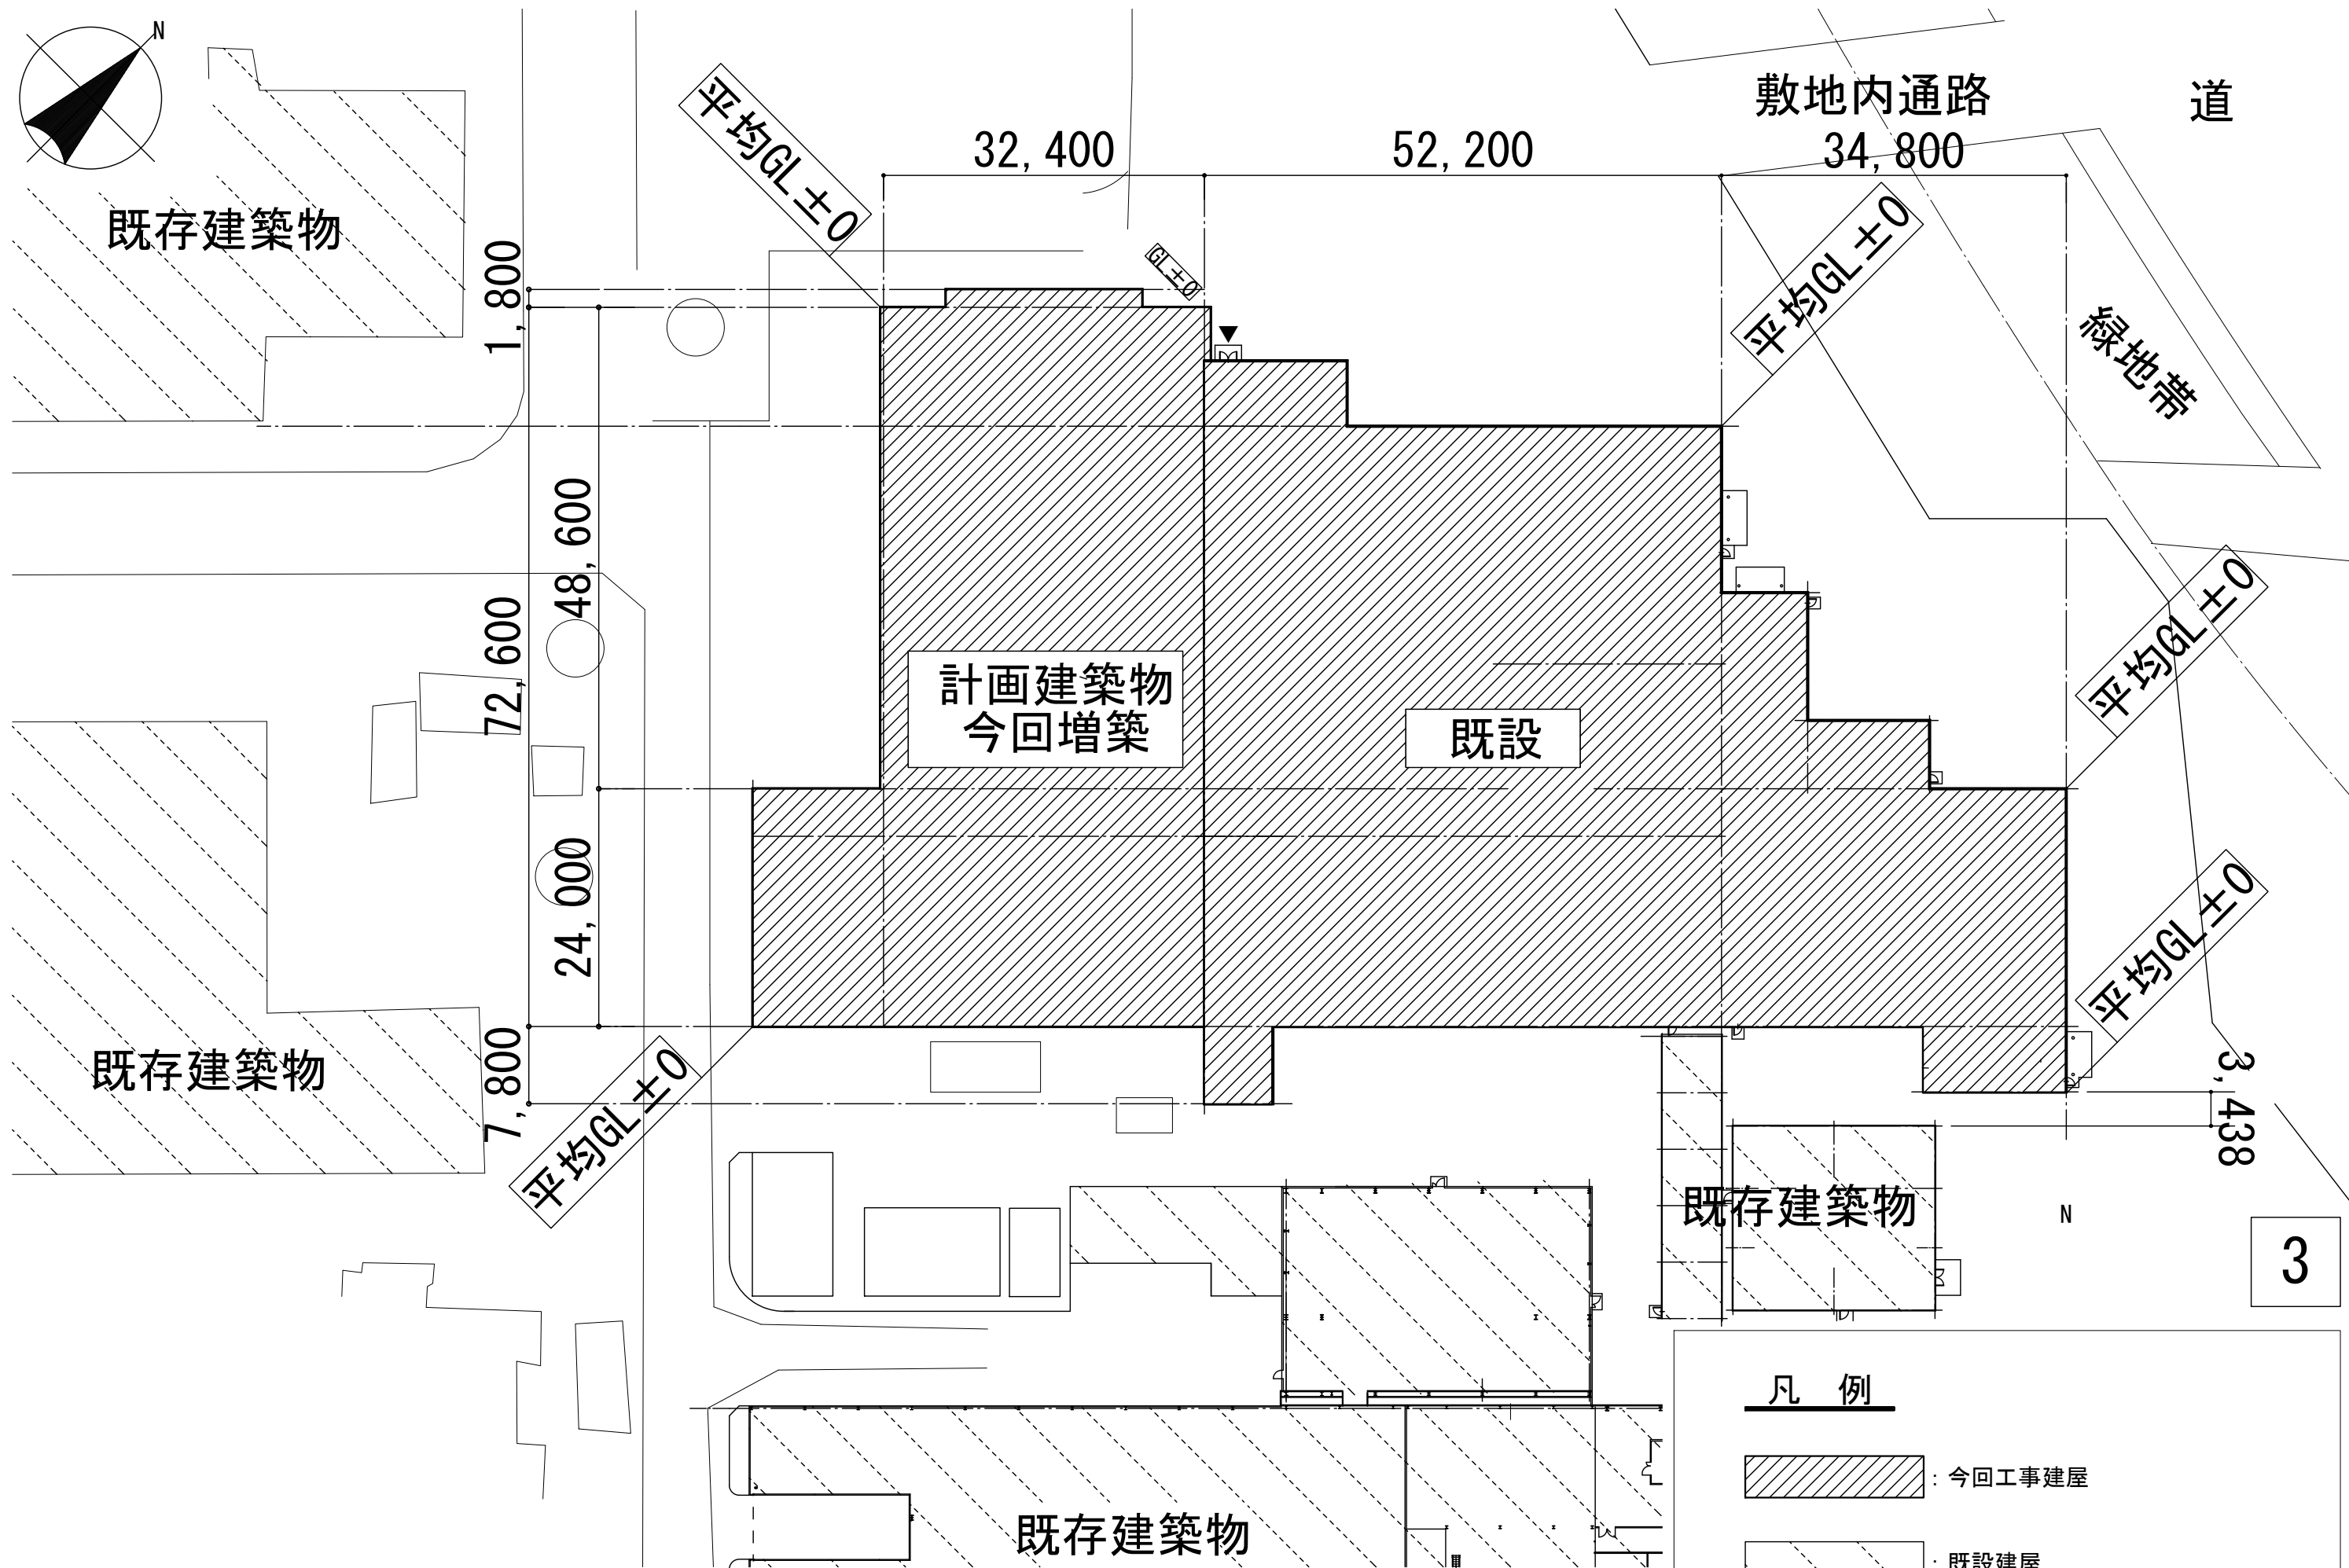 N
敷地内通路
道
32,400
52,200
34,800
平均GL±0
既存建築物
平均GL±0
1,800
GL±0
緑地帯
48,600
平均GL±0
72,600
計画建築物
今回増築
既設
24,000
平均GL±0
既存建築物
7,800
平均GL±0
3,438
既存建築物
N
3
凡 例
: 今回工事建屋
既存建築物
: 既設建屋